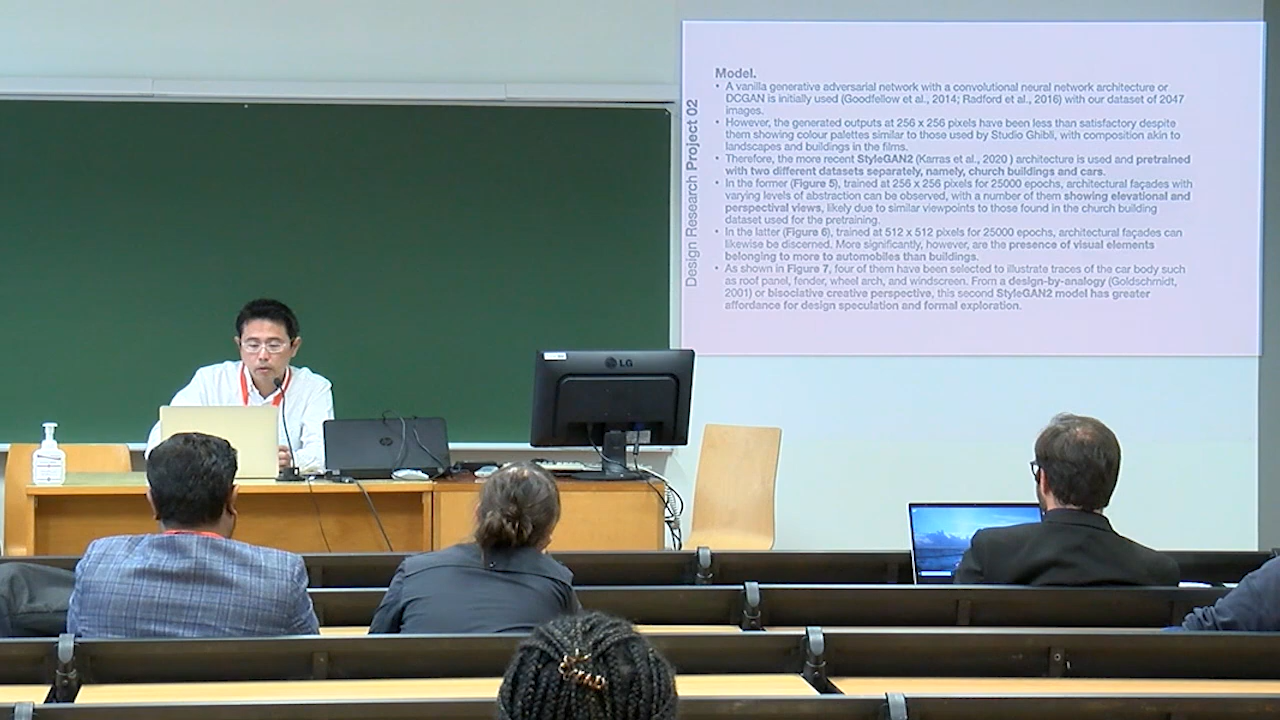 Model.
• A vanilla generative adversarial network with a convolutional neural network architecture or
DCGAN is initially used (Goodfellow et al., 2014; Radford et al., 2016) with our dataset of 2047
images.
• However, the generated outputs at 256 x 256 pixels have been less than satisfactory despite
them showing colour palettes similar to those used by Studio Ghibli, with composition akin to
landscapes and buildings in the films.
• Therefore, the more recent StyleGAN2 (Karras et al., 2020 ) architecture is used and pretrained
with two different datasets separately, namely, church buildings and cars.
• In the former (Figure 5), trained at 256 x 256 pixels for 25000 epochs, architectural façades with
varying levels of abstraction can be observed, with a number of them showing elevational and
perspectival views, likely due to similar viewpoints to those found in the church building
dataset used for the pretraining.
• In the latter (Figure 6), trained at 512 x 512 pixels for 25000 epochs, architectural façades can
likewise be discerned. More significantly, however, are the presence of visual elements
belonging to more to automobiles than buildings.
• As shown in Figure 7, four of them have been selected to illustrate traces of the car body such
as roof panel, fender, wheel arch, and windscreen. From a design-by-analogy (Goldschmidt,
2001) or bisociative creative perspective, this second StyleGAN2 model has greater
affordance for design speculation and formal exploration.
Design Research Project 02
LG
hp